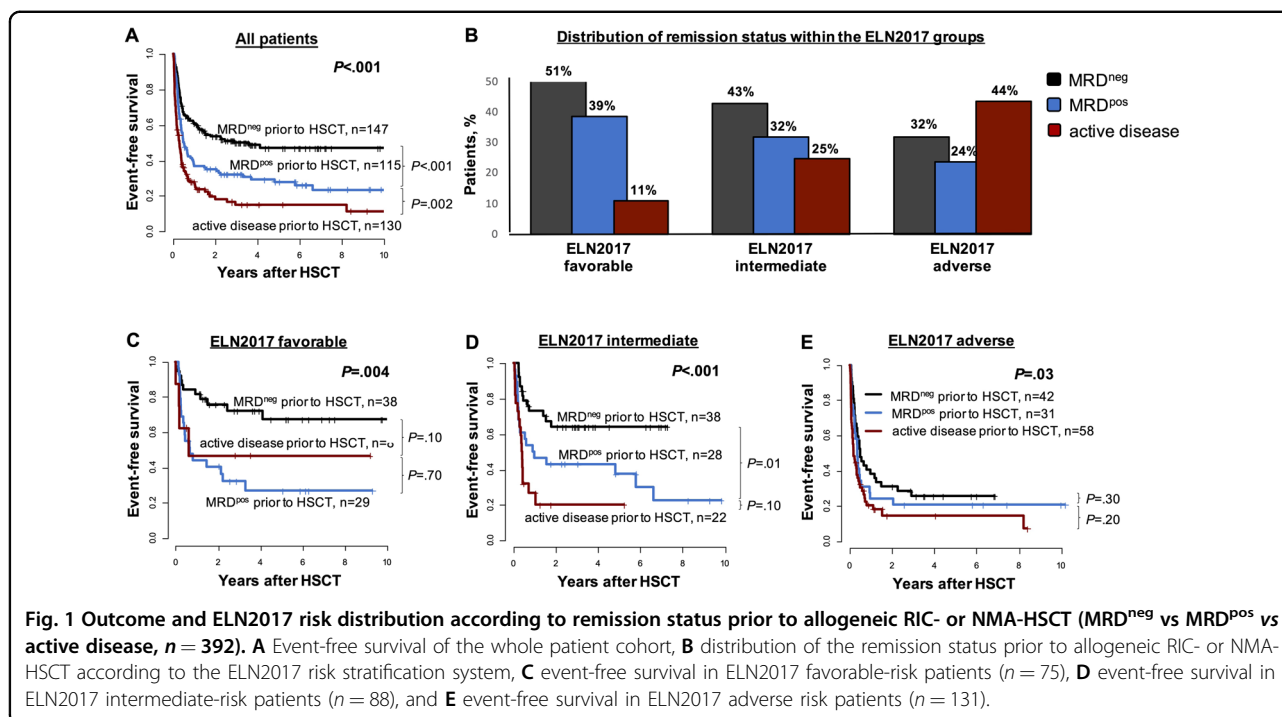 A
All patients
P<.001
Event-free survival
1.0
0.8
0.6
0.4
0.2
0.0
MRDneg prior to HSCT, n=147
MRDpos prior to HSCT, n=115
active disease prior to HSCT, n=130
P<.001
P=.002
0 2 4 6 8 10
Years after HSCT
B
Distribution of remission status within the ELN2017 groups
Patients, %
50
40
30
20
10
0
51%
39%
11%
43%
32%
25%
32%
24%
44%
ELN2017
favorable
ELN2017
intermediate
ELN2017
adverse
MRDneg
MRDpos
active disease
C
ELN2017 favorable
P=.004
Event-free survival
1.0
0.8
0.6
0.4
0.2
0.0
MRDneg prior to HSCT, n=38
active disease prior to HSCT,
MRDpos prior to HSCT, n=29
P=.10
P=.70
0 2 4 6 8 10
Years after HSCT
D
ELN2017 intermediate
P<.001
Event-free survival
1.0
0.8
0.6
0.4
0.2
0.0
MRDneg prior to HSCT, n=38
MRDpos prior to HSCT, n=28
active disease prior to HSCT, n=22
P=.01
P=.10
0 2 4 6 8 10
Years after HSCT
E
ELN2017 adverse
P=.03
Event-free survival
1.0
0.8
0.6
0.4
0.2
0.0
MRDneg prior to HSCT, n=42
MRDpos prior to HSCT, n=31
active disease prior to HSCT, n=58
P=.30
P=.20
0 2 4 6 8 10
Years after HSCT
Fig. 1 Outcome and ELN2017 risk distribution according to remission status prior to allogeneic RIC- or NMA-HSCT (MRDneg vs MRDpos vs
active disease, n = 392). A Event-free survival of the whole patient cohort, B distribution of the remission status prior to allogeneic RIC- or NMA-
HSCT according to the ELN2017 risk stratification system, C event-free survival in ELN2017 favorable-risk patients (n = 75), D event-free survival in
ELN2017 intermediate-risk patients (n = 88), and E event-free survival in ELN2017 adverse risk patients (n = 131).